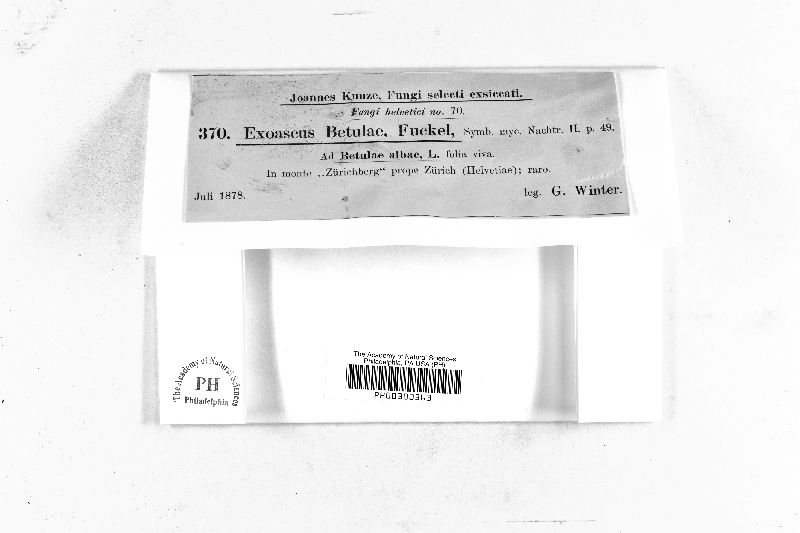 Joannes Kunze, Fungi selecti exsiccati.
Fungi helvetici no. 70.
370. Exoascus Betulae, Fuckel, Symb. myc. Nachtr. II. p. 49.
Ad Betulae albae, L. folia viva.
In monte „Zürichberg“ prope Zürich (Helvetiae); raro.
Juli 1878.
leg. G. Winter.
The Academy of Natural Sciences
Philadelphia, PA USA (PH)
The Academy of Natural Sciences
PH
Philadelphia